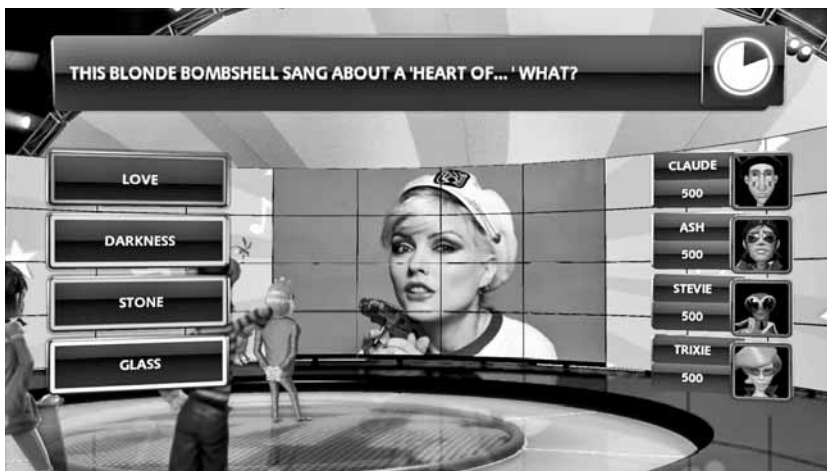 THIS BLONDE BOMBSHELL SANG ABOUT A 'HEART OF... ' WHAT?
LOVE
DARKNESS
STONE
GLASS
CLAUDE
500
ASH
500
STEVIE
500
TRIXIE
500